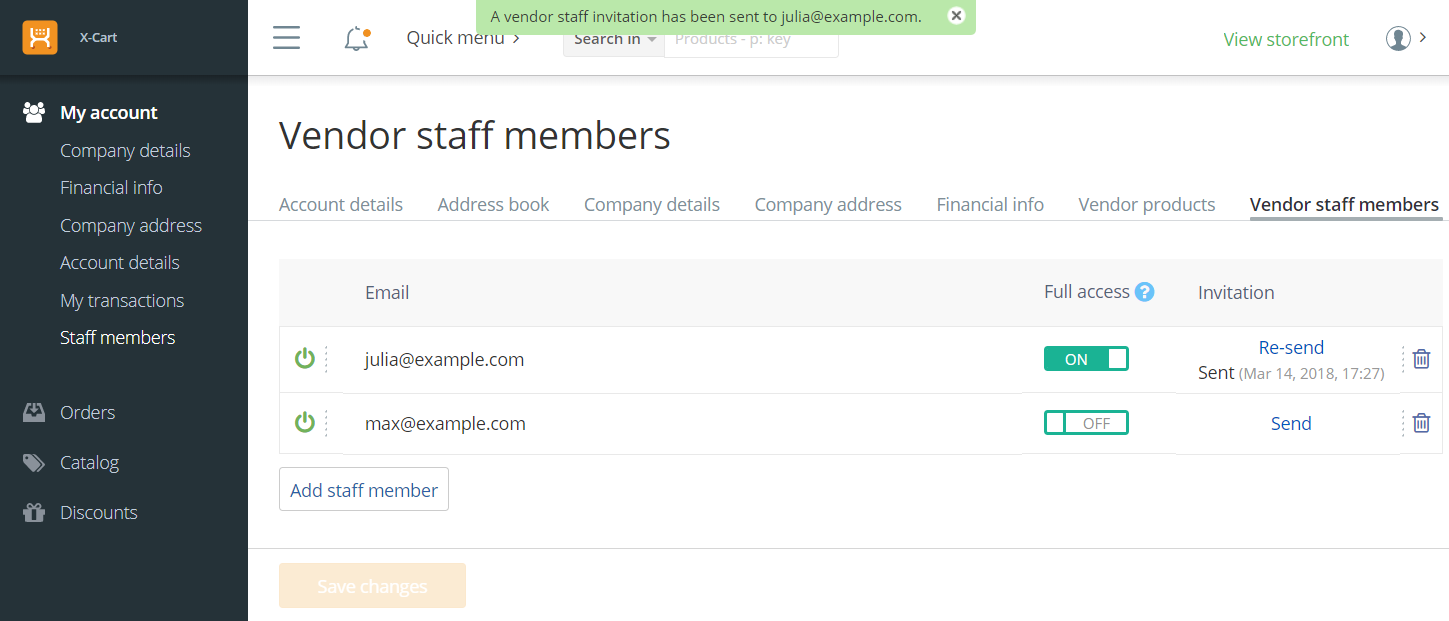 A vendor staff invitation has been sent to julia@example.com.
X-Cart
Quick menu
Search in
Products - p: key
View storefront
My account
Company details
Financial info
Company address
Account details
My transactions
Staff members
Orders
Catalog
Discounts
Vendor staff members
Account details Address book Company details Company address Financial info Vendor products Vendor staff members
Email Full access ? Invitation
julia@example.com ON Re-send
Sent (Mar 14, 2018, 17:27)
max@example.com OFF Send
Add staff member
Save changes